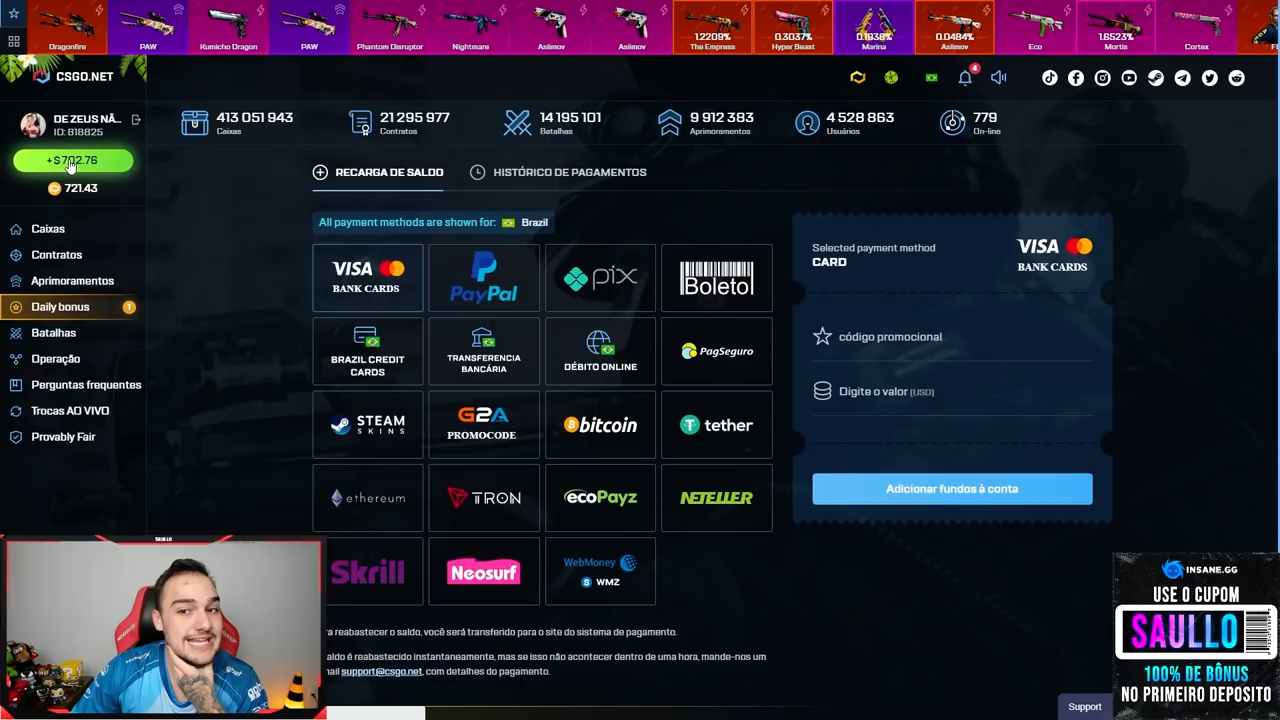 Dragonfire
PAW
Kumicho Dragon
PAW
Phantom Disruptor
Nightmare
Asiimov
Asiimov
1.2209%
The Empress
0.3037%
Hyper Beast
0.1938%
Marina
0.0484%
Asiimov
Eco
1.6523%
Mortis
Cortex
CSGO.NET
4
DE ZEUS NÃ...
ID: 818825
+$702.76
721.43
413 051 943
Caixas
21 295 977
Contratos
14 195 101
Batalhas
9 912 383
Aprimoramentos
4 528 863
Usuários
779
On-line
Caixas
Contratos
Aprimoramentos
Daily bonus
1
Batalhas
Operação
Perguntas frequentes
Trocas AO VIVO
Provably Fair
RECARGA DE SALDO
HISTÓRICO DE PAGAMENTOS
All payment methods are shown for: Brazil
VISA
BANK CARDS
PayPal
pix
Boleto
BRAZIL CREDIT
CARDS
TRANSFERENCIA
BANCÁRIA
DÉBITO ONLINE
PagSeguro
STEAM
SKINS
G2A
PROMOCODE
bitcoin
tether
ethereum
TRON
ecoPayz
NETELLER
Skrill
Neosurf
WebMoney
WMZ
ra reabastecer o saldo, você será transferido para o site do sistema de pagamento.
aldo é reabastecido instantaneamente, mas se isso não acontecer dentro de uma hora, mande-nos um
mail support@csgo.net, com detalhes do pagamento.
Selected payment method
CARD
VISA
BANK CARDS
código promocional
Digite o valor (USD)
Adicionar fundos à conta
SAULLO
INSANE.GG
USE O CUPOM
SAULLO
100% DE BÔNUS
NO PRIMEIRO DEPOSITO
Support